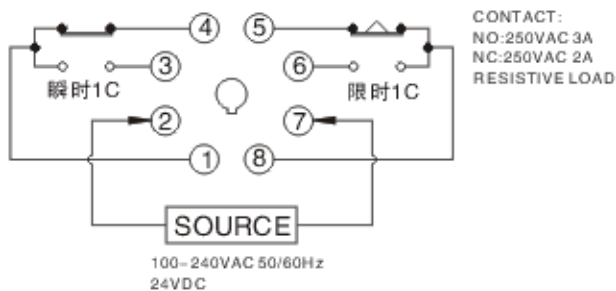 CONTACT:
NO:250VAC 3A
NC:250VAC 2A
RESISTIVE LOAD
4
5
3
6
瞬时1C
限时1C
2
7
1
8
SOURCE
100-240VAC 50/60Hz
24VDC